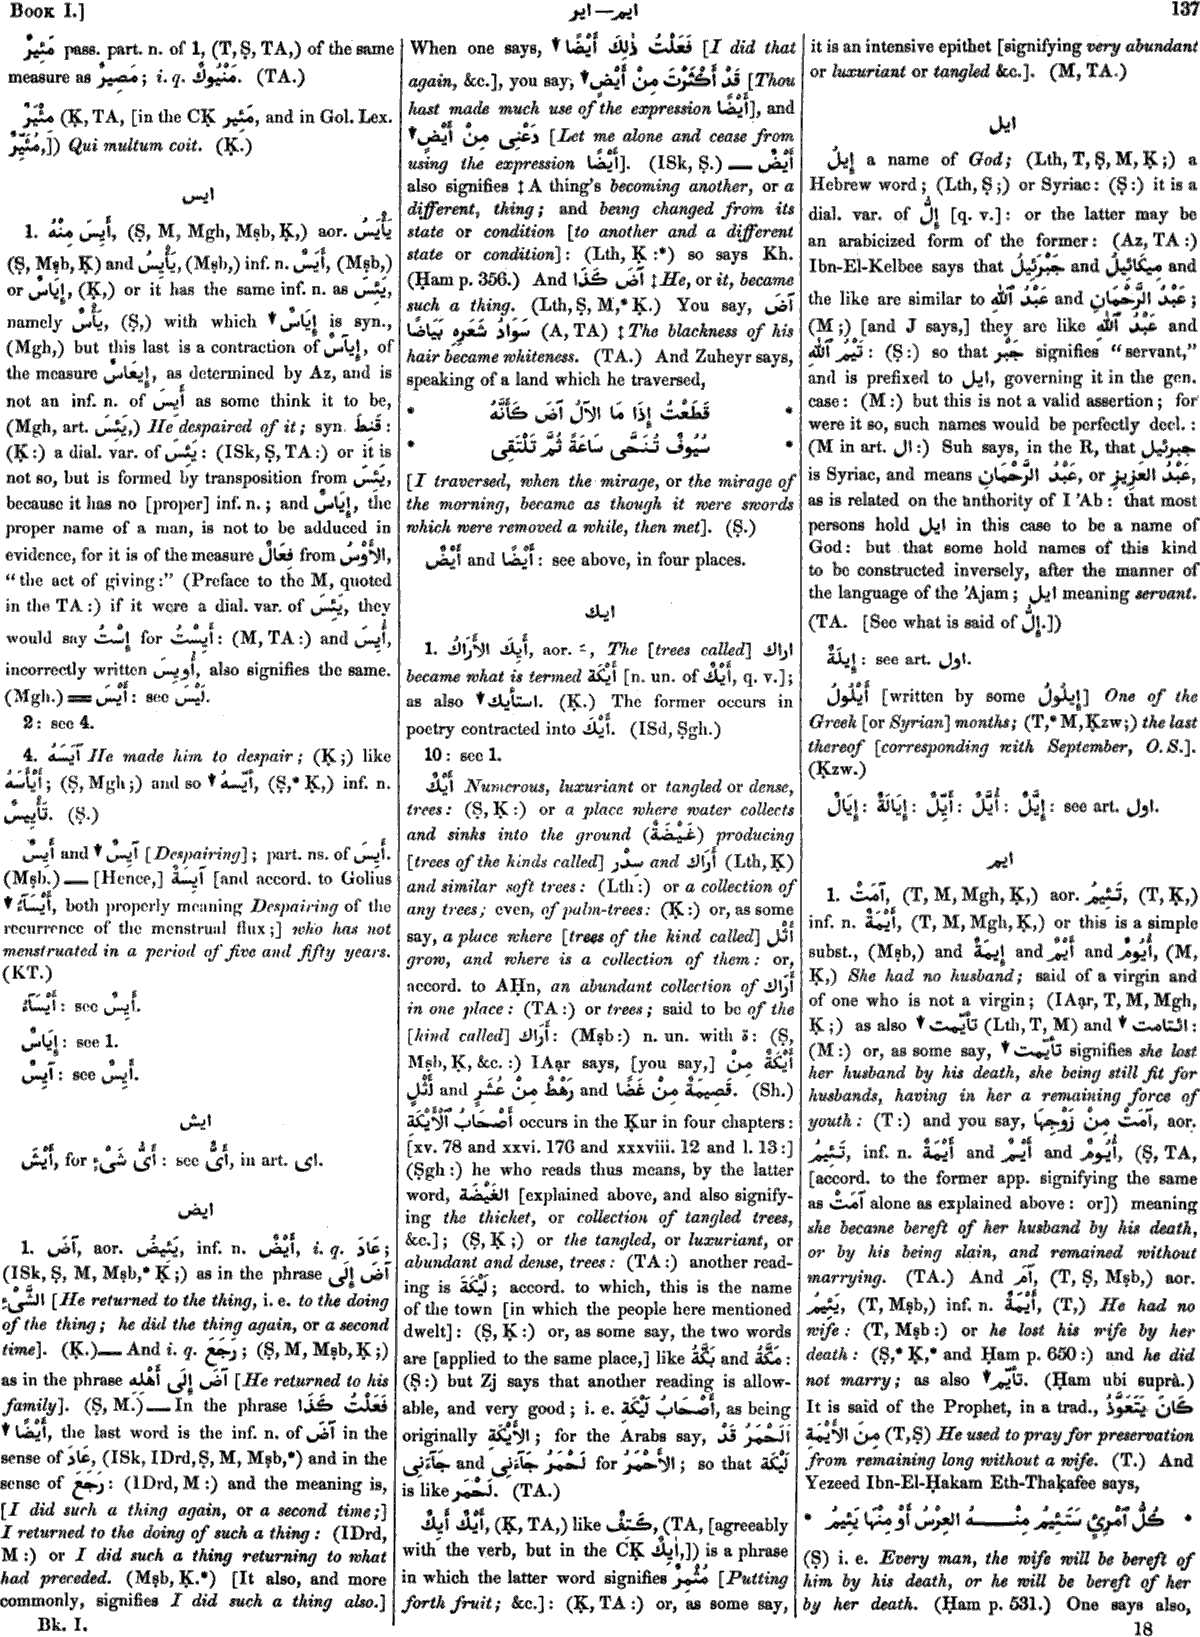 BOOK I.]
ايم — اير
137
مَئِيرٌ pass. part. n. of 1, (T, Ṣ, TA,) of the same
measure as مَصِيرٌ; i. q. مَنْيُوكٌ. (TA.)
مِئْيَرٌ (Ḳ, TA, [in the CḲ مَئير, and in Gol. Lex.
مُئَيِّرٌ,]) Qui multum coit. (Ḳ.)
ايس
1. أَيِسَ مِنْهُ, (Ṣ, M, Mgh, Mṣb, Ḳ,) aor. يَأْيَسُ
(Ṣ, Mṣb, Ḳ) and يَأْيِسُ, (Mṣb,) inf. n. أَيْسٌ, (Mṣb,)
or إِيَاسٌ, (Ḳ,) or it has the same inf. n. as يَئِسَ,
namely يَأْسٌ, (Ṣ,) with which ▼ إِيَاسٌ is syn.,
(Mgh,) but this last is a contraction of إِيآسٌ, of
the measure إِيعَاسٌ, as determined by Az, and is
not an inf. n. of أَيِسَ as some think it to be,
(Mgh, art. يَئِسَ,) He despaired of it; syn. قَنِطَ:
(Ḳ:) a dial. var. of يَئِسَ: (ISk, Ṣ, TA:) or it is
not so, but is formed by transposition from يَئِسَ,
because it has no [proper] inf. n.; and إِيَاسٌ, the
proper name of a man, is not to be adduced in
evidence, for it is of the measure فِعَالٌ from الأَوْسُ,
“the act of giving:” (Preface to the M, quoted
in the TA:) if it were a dial. var. of يَئِسَ, they
would say إِسْتُ for أَيِسْتُ: (M, TA:) and أَيِسَ,
incorrectly written أُوِيسَ, also signifies the same.
(Mgh.) ═ أَيْسَ: see لَيْسَ.
2: see 4.
4. آيَسَهُ He made him to despair; (Ḳ;) like
أَيْأَسَهُ; (Ṣ, Mgh;) and so ▼ أَيَّسهُ, (Ṣ,* Ḳ,) inf. n.
تَأْيِيسٌ. (Ṣ.)
أَيِسٌ and ▼ آيِسٌ [Despairing]; part. ns. of أَيِسَ.
(Mṣb.) — [Hence,] آيِسَةٌ [and accord. to Golius
▼ أَيْسَآءُ, both properly meaning Despairing of the
recurrence of the menstrual flux;] who has not
menstruated in a period of five and fifty years.
(KT.)
أَيْسَآءُ: see أَيِسٌ.
إِيَاسٌ: see 1.
آيِسٌ: see أَيِسٌ.
ايش
أَيْشَ, for أَىُّ شَىْءٍ: see أَىٌّ, in art. اى.
ايض
1. آضَ, aor. يَئِيضُ, inf. n. أَيْضٌ, i. q. عَادَ;
(ISk, Ṣ, M, Mṣb,* Ḳ;) as in the phrase آضَ إِلَى
الشَّىْءِ [He returned to the thing, i. e. to the doing
of the thing; he did the thing again, or a second
time]. (Ḳ.) — And i. q. رَجَعَ; (Ṣ, M, Mṣb, Ḳ;)
as in the phrase آضَ إِلَى أَهْلِهِ [He returned to his
family]. (Ṣ, M.) — In the phrase فَعَلْتُ كَذَا
▼ أَيْضًا, the last word is the inf. n. of آضَ in the
sense of عَادَ, (ISk, IDrd, Ṣ, M, Mṣb,*) and in the
sense of رَجَعَ: (IDrd, M:) and the meaning is,
[I did such a thing again, or a second time;]
I returned to the doing of such a thing: (IDrd,
M:) or I did such a thing returning to what
had preceded. (Mṣb, Ḳ.*) [It also, and more
commonly, signifies I did such a thing also.]
Bk. I.
When one says, ▼ فَعَلْتُ ذٰلِكَ أَيْضًا [I did that
again, &c.], you say, ▼ قَدْ أَكْثَرْتَ مِنْ أَيْضٍ [Thou
hast made much use of the expression أَيْضًا], and
▼ دَعْنِى مِنْ أَيْضٍ [Let me alone and cease from
using the expression أَيْضًا]. (ISk, Ṣ.) — أَيْضٌ
also signifies ‡ A thing’s becoming another, or a
different, thing; and being changed from its
state or condition [to another and a different
state or condition]: (Lth, Ḳ:*) so says Kh.
(Ḥam p. 356.) And آضَ كَذَا ‡ He, or it, became
such a thing. (Lth, Ṣ, M,* Ḳ.) You say, آضَ
سَوَادُ شَعَرِهِ بَيَاضًا (A, TA) ‡ The blackness of his
hair became whiteness. (TA.) And Zuheyr says,
speaking of a land which he traversed,
* قَطَعْتُ إِذَا مَا الآلُ آضَ كَأَنَّهُ *
* سُيُوفٌ تُنَحَّى سَاعَةً ثُمَّ تَلْتَقِى *
[I traversed, when the mirage, or the mirage of
the morning, became as though it were swords
which were removed a while, then met]. (Ṣ.)
أَيْضٌ and أَيْضًا: see above, in four places.
ايك
1. أَيِكَ الأَرَاكُ, aor. ـَ, The [trees called] اراك
became what is termed أَيْكَة [n. un. of أَيْكٌ, q. v.];
as also ▼ استأيك. (Ḳ.) The former occurs in
poetry contracted into أَيْكَ. (ISd, Ṣgh.)
10: see 1.
أَيْكٌ Numerous, luxuriant or tangled or dense,
trees: (Ṣ, Ḳ:) or a place where water collects
and sinks into the ground (غَيْضَةٌ) producing
[trees of the kinds called] سِدْر and أَرَاك (Lth, Ḳ)
and similar soft trees: (Lth:) or a collection of
any trees; even, of palm-trees: (Ḳ:) or, as some
say, a place where [trees of the kind called] أَثْل
grow, and where is a collection of them: or,
accord. to AḤn, an abundant collection of أَرَاك
in one place: (TA:) or trees; said to be of the
[kind called] أَرَاك: (Mṣb:) n. un. with ة: (Ṣ,
Mṣb, Ḳ, &c.:) IAạr says, [you say,] أَيْكَةٌ مِنْ
أَثْلٍ and رَهْطٌ مِنْ عُشَرٍ and قَصِيمَةٌ مِنْ غَضًا. (Sh.)
أَصْحَابُ ٱلْأَيْكَةِ occurs in the Ḳur in four chapters:
[xv. 78 and xxvi. 176 and xxxviii. 12 and l. 13:]
(Ṣgh:) he who reads thus means, by the latter
word, الغَيْضَة [explained above, and also signify-
ing the thicket, or collection of tangled trees,
&c.]; (Ṣ, Ḳ;) or the tangled, or luxuriant, or
abundant and dense, trees: (TA:) another read-
ing is لَيْكَةَ; accord. to which, this is the name
of the town [in which the people here mentioned
dwelt]: (Ṣ, Ḳ:) or, as some say, the two words
are [applied to the same place,] like مَكَّةُ and بَكَّةُ:
(Ṣ:) but Zj says that another reading is allow-
able, and very good; i. e. أَصْحَابُ لَيْكَةِ, as being
originally الأَيْكَةِ; for the Arabs say, اَلَحْمَرُ قَدْ
جَآءَنِى and لَحْمَرُ جَآءَنِى for الأَحْمَرُ; so that لَيْكَة
is like لَحْمَر. (TA.)
أَيْكٌ أَيِكٌ, (Ḳ, TA,) like كَتِفٌ, (TA, [agreeably
with the verb, but in the CḲ اٰيِكٌ,]) is a phrase
in which the latter word signifies مُثْمِرٌ [Putting
forth fruit; &c.]: (Ḳ, TA:) or, as some say,
it is an intensive epithet [signifying very abundant
or luxuriant or tangled &c.]. (M, TA.)
ايل
إِيلُ a name of God; (Lth, T, Ṣ, M, Ḳ;) a
Hebrew word; (Lth, Ṣ;) or Syriac: (Ṣ:) it is a
dial. var. of إِلٌّ [q. v.]: or the latter may be
an arabicized form of the former: (Az, TA:)
Ibn-El-Kelbee says that جَبْرَئِيلُ and مِيكَائِيلُ and
the like are similar to عَبْدُ ٱللّٰهِ and عَبْدُ الرَّحْمَانِ;
(M;) [and J says,] they are like عَبْدُ ٱللّٰهِ and
تَيْمُ ٱللّٰهِ: (Ṣ:) so that جَبْر signifies “servant,”
and is prefixed to ايل, governing it in the gen.
case: (M:) but this is not a valid assertion; for
were it so, such names would be perfectly decl.:
(M in art. ال:) Suh says, in the R, that جبرئيل
is Syriac, and means عَبْدُ الرَّحْمَانِ, or عَبْدُ العَزِيزِ,
as is related on the authority of I ’Ab: that most
persons hold ايل in this case to be a name of
God: but that some hold names of this kind
to be constructed inversely, after the manner of
the language of the ’Ajam; ايل meaning servant.
(TA. [See what is said of إِلٌّ.])
إِيلَةٌ: see art. اول.
أَيْلُولُ [written by some إِيلُولُ] One of the
Greek [or Syrian] months; (T,* M, Ḳzw;) the last
thereof [corresponding with September, O. S.].
(Ḳzw.)
إِيَّلٌ: إِيَالَةٌ: أَيِّلٌ: أُيَّلٌ: إِيَّلٌ: see art. اول.
ايم
1. آمَتْ, (T, M, Mgh, Ḳ,) aor. تَئِيمُ, (T, Ḳ,)
inf. n. أَيْمَةٌ, (T, M, Mgh, Ḳ,) or this is a simple
subst., (Mṣb,) and إِيمَةٌ and أَيْمٌ and أُيُومٌ, (M,
Ḳ,) She had no husband; said of a virgin and
of one who is not a virgin; (IAạr, T, M, Mgh,
Ḳ;) as also ▼ تأيّمت (Lth, T, M) and ▼ ائتامت:
(M:) or, as some say, ▼ تأيّمت signifies she lost
her husband by his death, she being still fit for
husbands, having in her a remaining force of
youth: (T:) and you say, آمَتْ مِنْ زَوْجِهَا, aor.
تَئِيمُ, inf. n. أَيْمَةٌ and أَيْمٌ and أُيُومٌ, (Ṣ, TA,
[accord. to the former app. signifying the same
as آمَتْ alone as explained above: or]) meaning
she became bereft of her husband by his death,
or by his being slain, and remained without
marrying. (TA.) And آمَ, (T, Ṣ, Mṣb,) aor.
يَئِيمُ, (T, Mṣb,) inf. n. أَيْمَةٌ, (T,) He had no
wife: (T, Mṣb:) or he lost his wife by her
death: (Ṣ,* Ḳ,* and Ḥam p. 650:) and he did
not marry; as also ▼ تأيّم. (Ḥam ubi suprà.)
It is said of the Prophet, in a trad., كَانَ يَتَعَوَّذُ
مِنَ الأَيْمَةِ (T, Ṣ) He used to pray for preservation
from remaining long without a wife. (T.) And
Yezeed Ibn-El-Ḥakam Eth-Thaḳafee says,
* كُلُّ ٱمْرِئٍ سَتَئِيمُ مِنْــهُ العِرْسُ أَوْ مِنْهَا يَئِيمُ *
(Ṣ) i. e. Every man, the wife will be bereft of
him by his death, or he will be bereft of her
by her death. (Ḥam p. 531.) One says also,
18